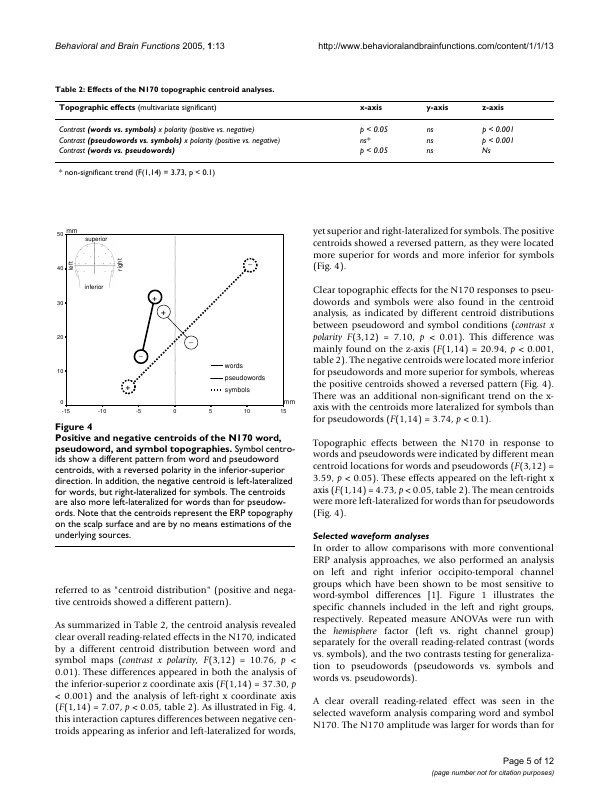 Behavioral and Brain Functions 2005, 1:13
http://www.behavioralandbrainfunctions.com/content/1/1/13
Table 2: Effects of the N170 topographic centroid analyses.
Topographic effects (multivariate significant) x-axis y-axis z-axis
Contrast (words vs. symbols) x polarity (positive vs. negative) p < 0.05 ns p < 0.001
Contrast (pseudowords vs. symbols) x polarity (positive vs. negative) ns* ns p < 0.001
Contrast (words vs. pseudowords) p < 0.05 ns Ns
* non-significant trend (F(1,14) = 3.73, p < 0.1)
mm
50
40
30
20
10
0
-15 -10 -5 0 5 10 15
mm
superior
left
right
inferior
words
pseudowords
symbols
Figure 4
Positive and negative centroids of the N170 word,
pseudoword, and symbol topographies. Symbol centro-
ids show a different pattern from word and pseudoword
centroids, with a reversed polarity in the inferior-superior
direction. In addition, the negative centroid is left-lateralized
for words, but right-lateralized for symbols. The centroids
are also more left-lateralized for words than for pseudow-
ords. Note that the centroids represent the ERP topography
on the scalp surface and are by no means estimations of the
underlying sources.
referred to as "centroid distribution" (positive and nega-
tive centroids showed a different pattern).
As summarized in Table 2, the centroid analysis revealed
clear overall reading-related effects in the N170, indicated
by a different centroid distribution between word and
symbol maps (contrast x polarity, F(3,12) = 10.76, p <
0.01). These differences appeared in both the analysis of
the inferior-superior z coordinate axis (F(1,14) = 37.30, p
< 0.001) and the analysis of left-right x coordinate axis
(F(1,14) = 7.07, p < 0.05, table 2). As illustrated in Fig. 4,
this interaction captures differences between negative cen-
troids appearing as inferior and left-lateralized for words,
yet superior and right-lateralized for symbols. The positive
centroids showed a reversed pattern, as they were located
more superior for words and more inferior for symbols
(Fig. 4).
Clear topographic effects for the N170 responses to pseu-
dowords and symbols were also found in the centroid
analysis, as indicated by different centroid distributions
between pseudoword and symbol conditions (contrast x
polarity F(3,12) = 7.10, p < 0.01). This difference was
mainly found on the z-axis (F(1,14) = 20.94, p < 0.001,
table 2). The negative centroids were located more inferior
for pseudowords and more superior for symbols, whereas
the positive centroids showed a reversed pattern (Fig. 4).
There was an additional non-significant trend on the x-
axis with the centroids more lateralized for symbols than
for pseudowords (F(1,14) = 3.74, p < 0.1).
Topographic effects between the N170 in response to
words and pseudowords were indicated by different mean
centroid locations for words and pseudowords (F(3,12) =
3.59, p < 0.05). These effects appeared on the left-right x
axis (F(1,14) = 4.73, p < 0.05, table 2). The mean centroids
were more left-lateralized for words than for pseudowords
(Fig. 4).
Selected waveform analyses
In order to allow comparisons with more conventional
ERP analysis approaches, we also performed an analysis
on left and right inferior occipito-temporal channel
groups which have been shown to be most sensitive to
word-symbol differences [1]. Figure 1 illustrates the
specific channels included in the left and right groups,
respectively. Repeated measure ANOVAs were run with
the hemisphere factor (left vs. right channel group)
separately for the overall reading-related contrast (words
vs. symbols), and the two contrasts testing for generaliza-
tion to pseudowords (pseudowords vs. symbols and
words vs. pseudowords).
A clear overall reading-related effect was seen in the
selected waveform analysis comparing word and symbol
N170. The N170 amplitude was larger for words than for
Page 5 of 12
(page number not for citation purposes)